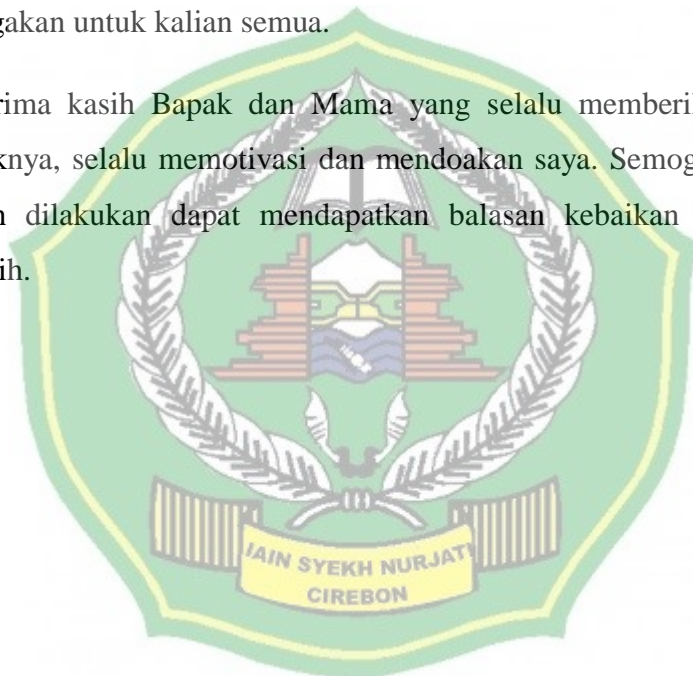 gakan untuk kalian semua.
rima kasih Bapak dan Mama yang selalu memberi
knya, selalu memotivasi dan mendoakan saya. Semog
n dilakukan dapat mendapatkan balasan kebaikan
ih.
IAIN SYEKH NURJATI
CIREBON